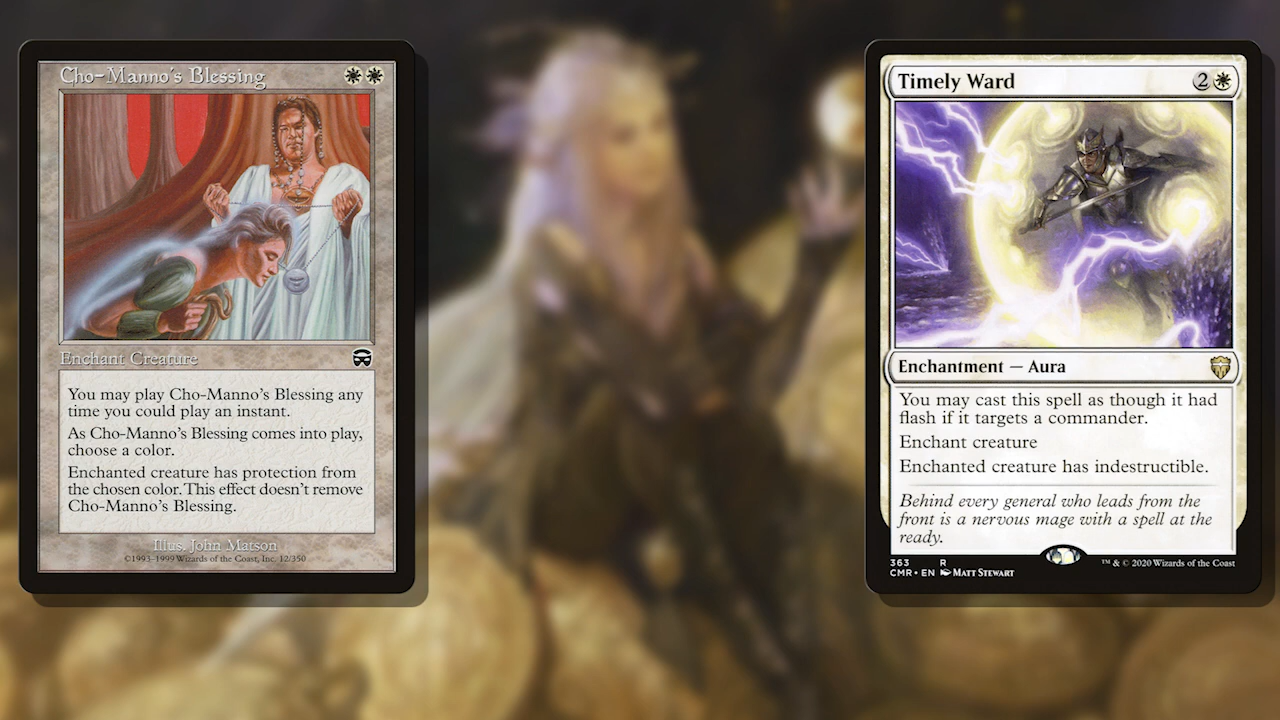 Cho-Manno's Blessing
Enchant Creature
You may play Cho-Manno's Blessing any
time you could play an instant.
As Cho-Manno's Blessing comes into play,
choose a color.
Enchanted creature has protection from
the chosen color. This effect doesn't remove
Cho-Manno's Blessing.
Illus. John Matson
©1993–1999 Wizards of the Coast, Inc. 12/350
Timely Ward
2
Enchantment — Aura
You may cast this spell as though it had
flash if it targets a commander.
Enchant creature
Enchanted creature has indestructible.
Behind every general who leads from the
front is a nervous mage with a spell at the
ready.
363 R
CMR • EN Matt Stewart
™ & © 2020 Wizards of the Coast